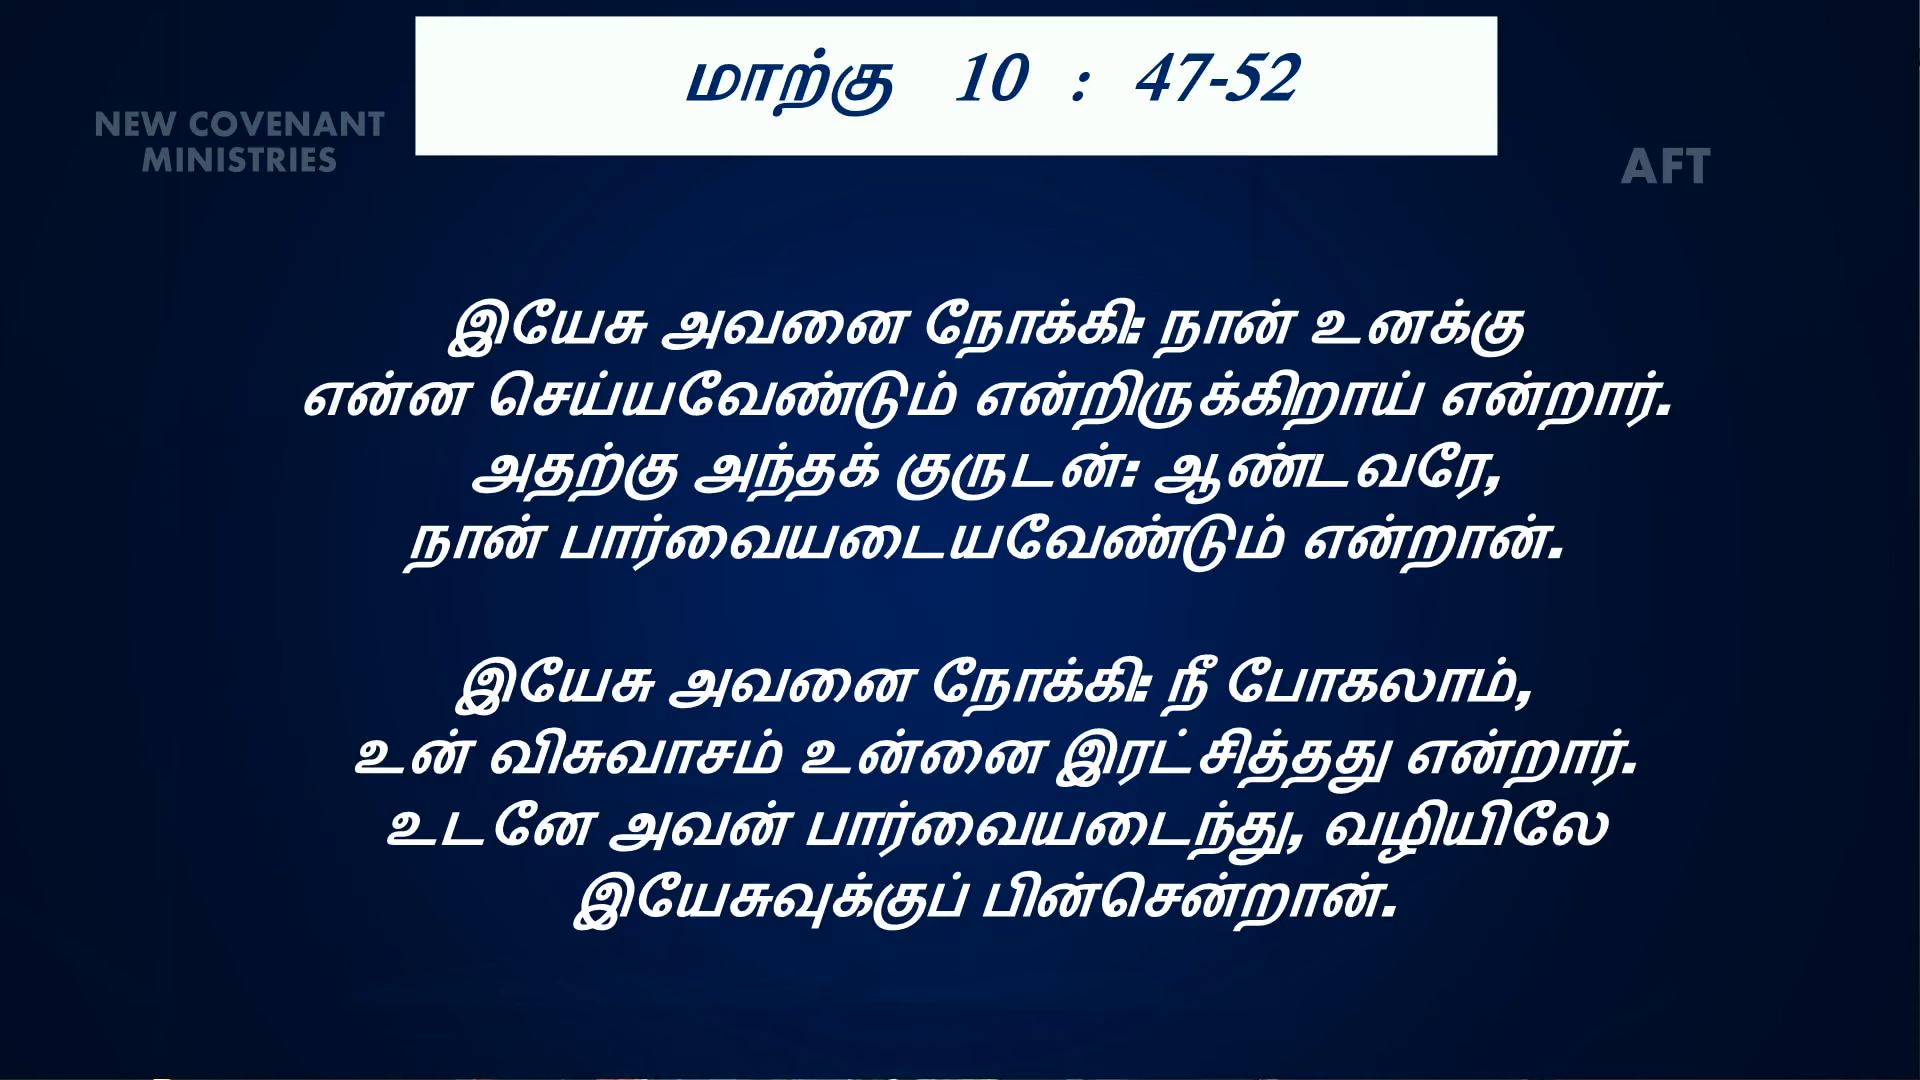 மாற்கு 10 : 47-52
NEW COVENANT
MINISTRIES
AFT
இயேசு அவனை நோக்கி: நான் உனக்கு
என்ன செய்யவேண்டும் என்றிருக்கிறாய் என்றார்.
அதற்கு அந்தக் குருடன்: ஆண்டவரே,
நான் பார்வையடையவேண்டும் என்றான்.
இயேசு அவனை நோக்கி: நீ போகலாம்,
உன் விசுவாசம் உன்னை இரட்சித்தது என்றார்.
உடனே அவன் பார்வையடைந்து, வழியிலே
இயேசுவுக்குப் பின்சென்றான்.